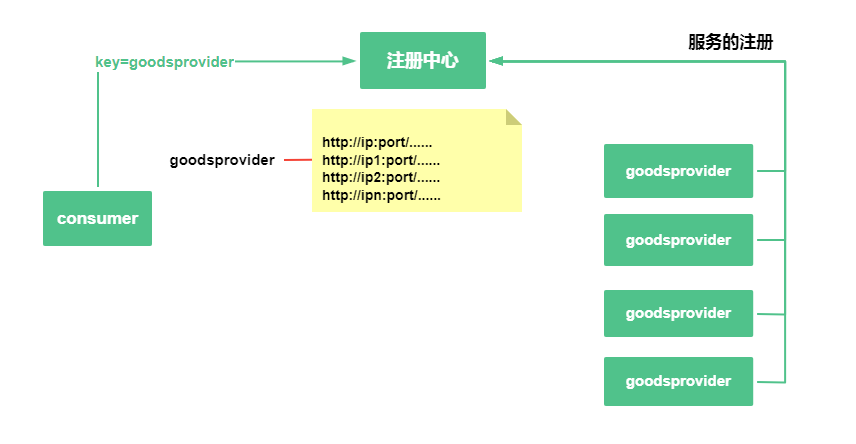 服务的注册
key=goodsprovider
注册中心
http://ip:port/......
http://ip1:port/......
http://ip2:port/......
http://ipn:port/......
goodsprovider
consumer
goodsprovider
goodsprovider
goodsprovider
goodsprovider